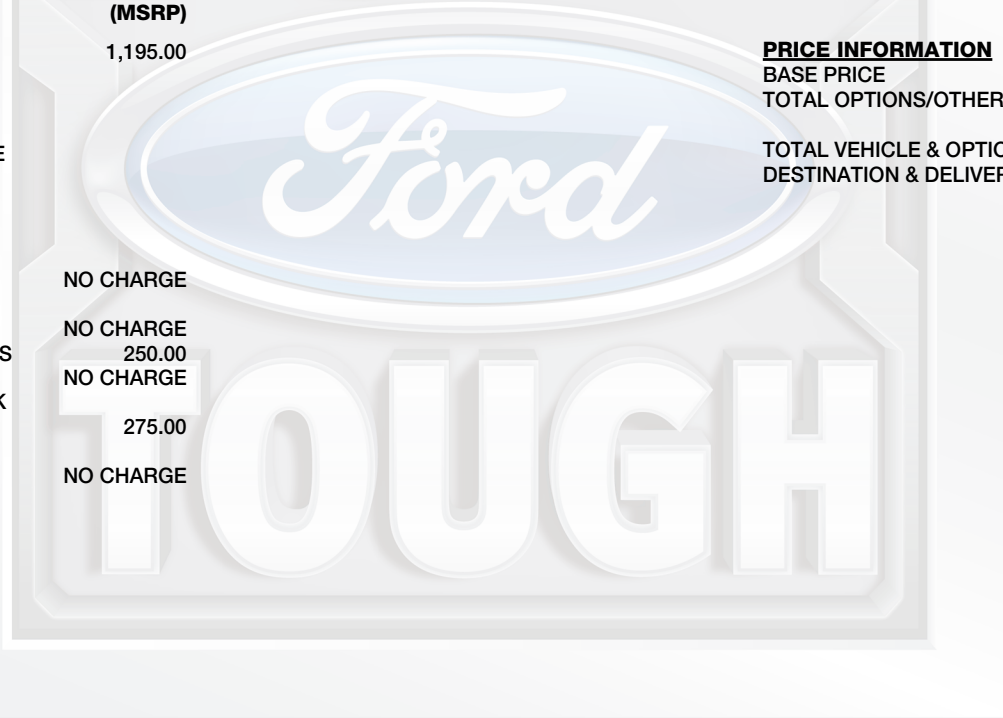 (MSRP)
1,195.00
PRICE INFORMATION
BASE PRICE
TOTAL OPTIONS/OTHER
E
TOTAL VEHICLE & OPTIO
DESTINATION & DELIVER
Ford
NO CHARGE
NO CHARGE
S 250.00
NO CHARGE
K
275.00
NO CHARGE
TOUGH